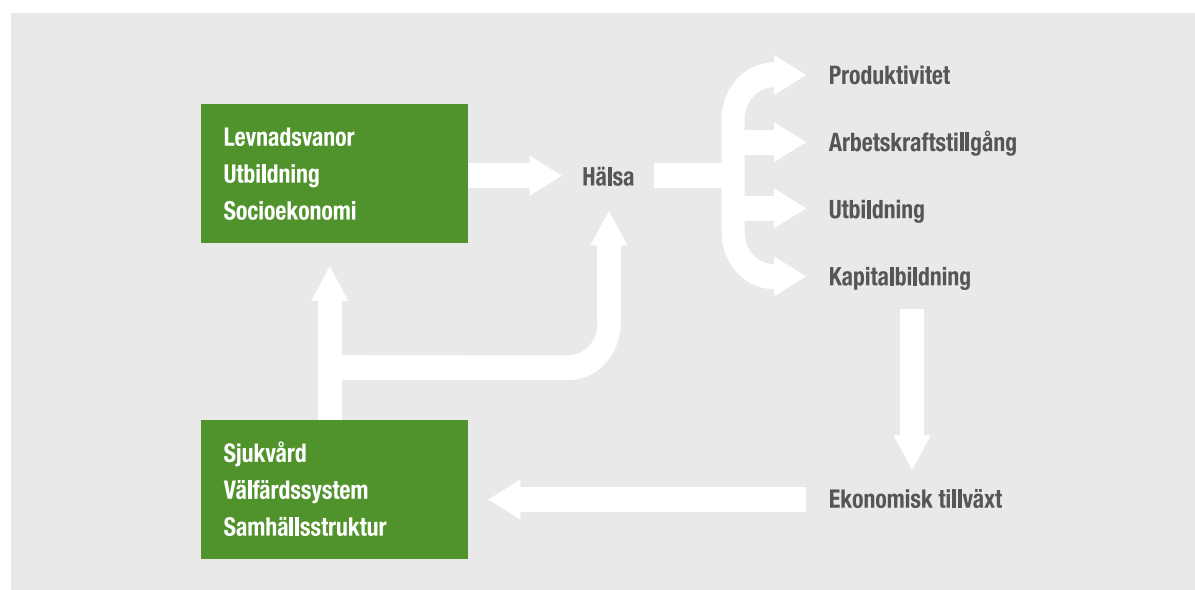 Levnadsvanor
Utbildning
Socioekonomi
Hälsa
Produktivitet
Arbetskraftstillgång
Utbildning
Kapitalbildning
Sjukvård
Välfärdssystem
Samhällsstruktur
Ekonomisk tillväxt